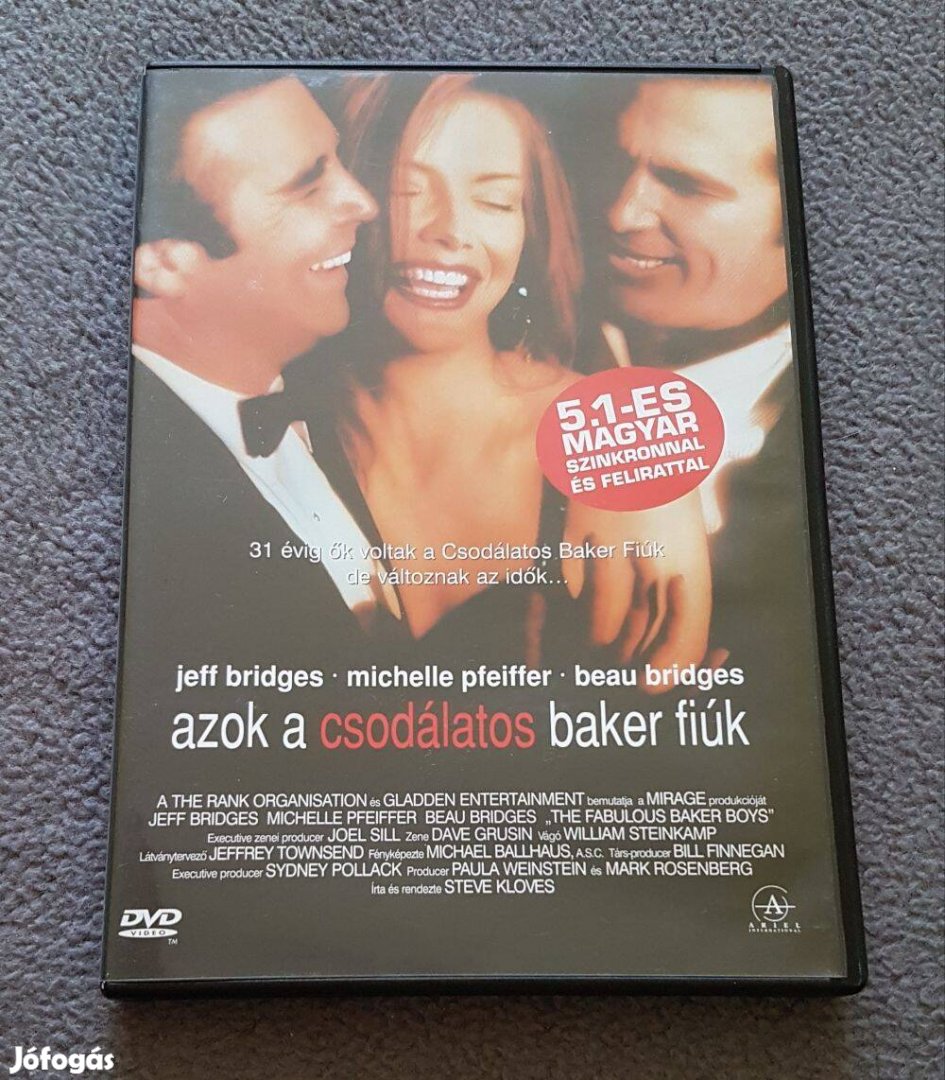 5.1-ES
MAGYAR
SZINKRONNAL
ÉS FELIRATTAL
31 évig ők voltak a Csodálatos Baker Fiúk
de változnak az idők...
jeff bridges · michelle pfeiffer · beau bridges
azok a csodálatos baker fiúk
A THE RANK ORGANISATION és GLADDEN ENTERTAINMENT bemutatja a MIRAGE produkcióját
JEFF BRIDGES MICHELLE PFEIFFER BEAU BRIDGES „THE FABULOUS BAKER BOYS”
Executive zenei producer JOEL SILL Zene DAVE GRUSIN Vágó WILLIAM STEINKAMP
Látványtervező JEFFREY TOWNSEND Fényképezte MICHAEL BALLHAUS, A.S.C. Társ-producer BILL FINNEGAN
Executive producer SYDNEY POLLACK Producer PAULA WEINSTEIN és MARK ROSENBERG
Írta és rendezte STEVE KLOVES
DVD
VIDEO
TM
A
ARIEL
INTERNATIONAL
Jófogás